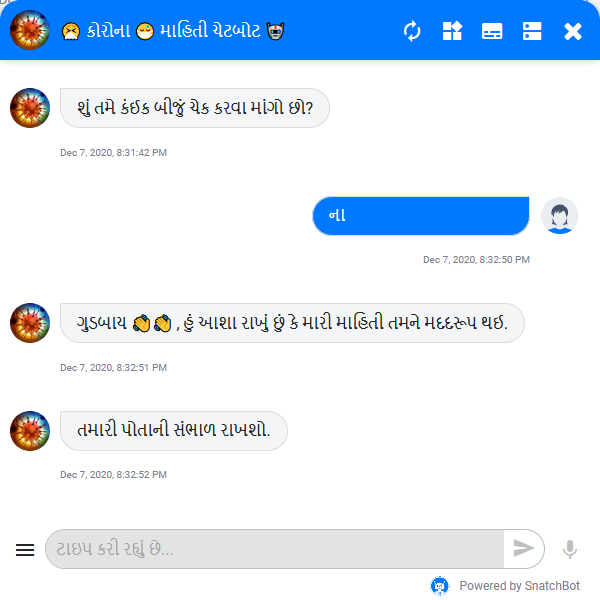 🤧 કોરોના 😷 માહિતી ચેટબોટ 🤖
શું તમે કંઈક બીજું ચેક કરવા માંગો છો?
Dec 7, 2020, 8:31:42 PM
ના
Dec 7, 2020, 8:32:50 PM
ગુડબાય 👏👏 , હું આશા રાખું છું કે મારી માહિતી તમને મદદરૂપ થઈ.
Dec 7, 2020, 8:32:51 PM
તમારી પોતાની સંભાળ રાખશો.
Dec 7, 2020, 8:32:52 PM
ટાઇપ કરી રહ્યું છે...
Powered by SnatchBot